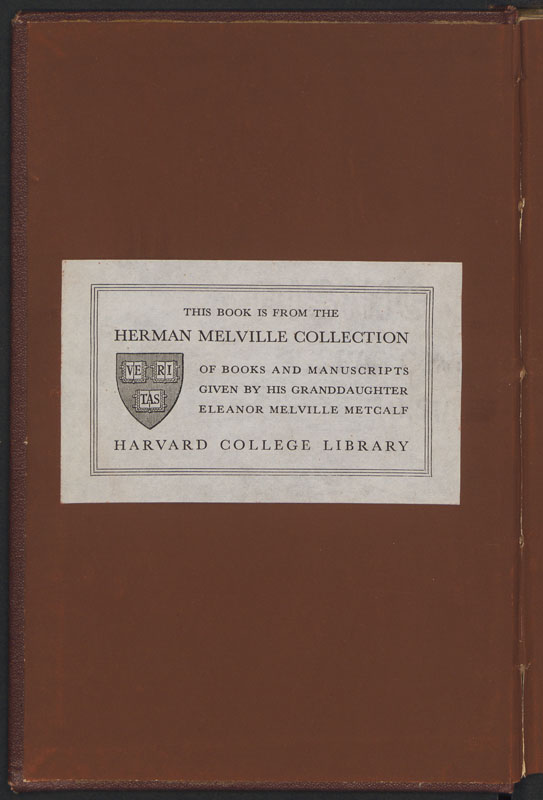 THIS BOOK IS FROM THE
HERMAN MELVILLE COLLECTION
VE RI
TAS
OF BOOKS AND MANUSCRIPTS
GIVEN BY HIS GRANDDAUGHTER
ELEANOR MELVILLE METCALF
HARVARD COLLEGE LIBRARY